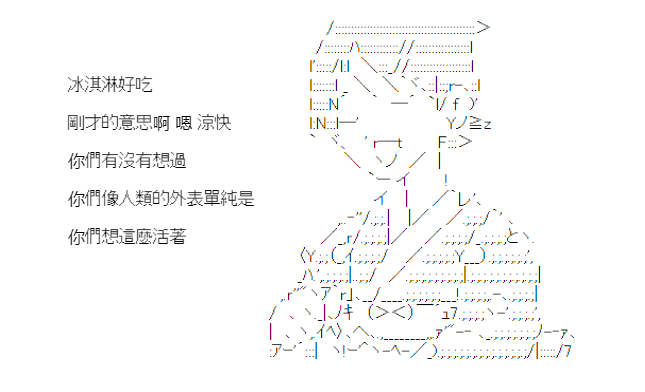 冰淇淋好吃
剛才的意思啊 嗯 涼快
你們有沒有想過
你們像人類的外表單純是
你們想這麼活著